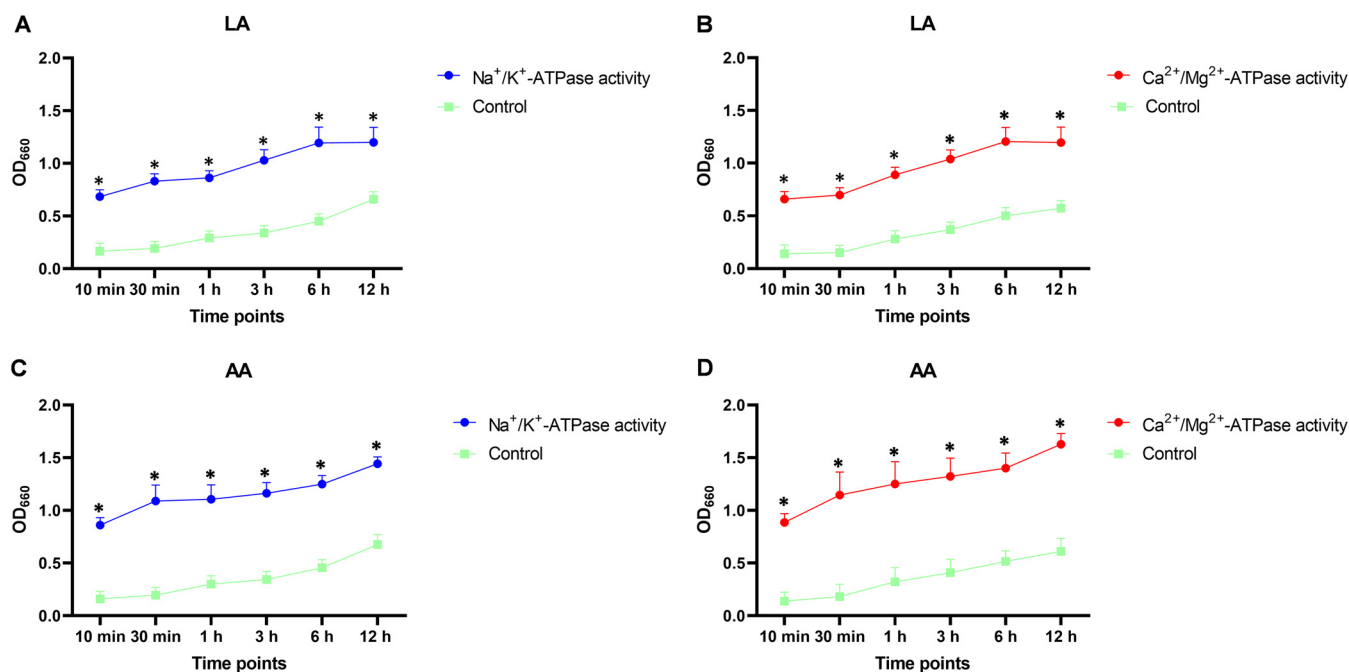 A
LA
2.0
1.5
1.0
0.5
0.0
OD660
* * * * * *
10 min 30 min 1 h 3 h 6 h 12 h
Time points
Na+/K+-ATPase activity
Control
B
LA
2.0
1.5
1.0
0.5
0.0
OD660
* * * * * *
10 min 30 min 1 h 3 h 6 h 12 h
Time points
Ca2+/Mg2+-ATPase activity
Control
C
AA
2.0
1.5
1.0
0.5
0.0
OD660
* * * * * *
10 min 30 min 1 h 3 h 6 h 12 h
Time points
Na+/K+-ATPase activity
Control
D
AA
2.0
1.5
1.0
0.5
0.0
OD660
* * * * * *
10 min 30 min 1 h 3 h 6 h 12 h
Time points
Ca2+/Mg2+-ATPase activity
Control